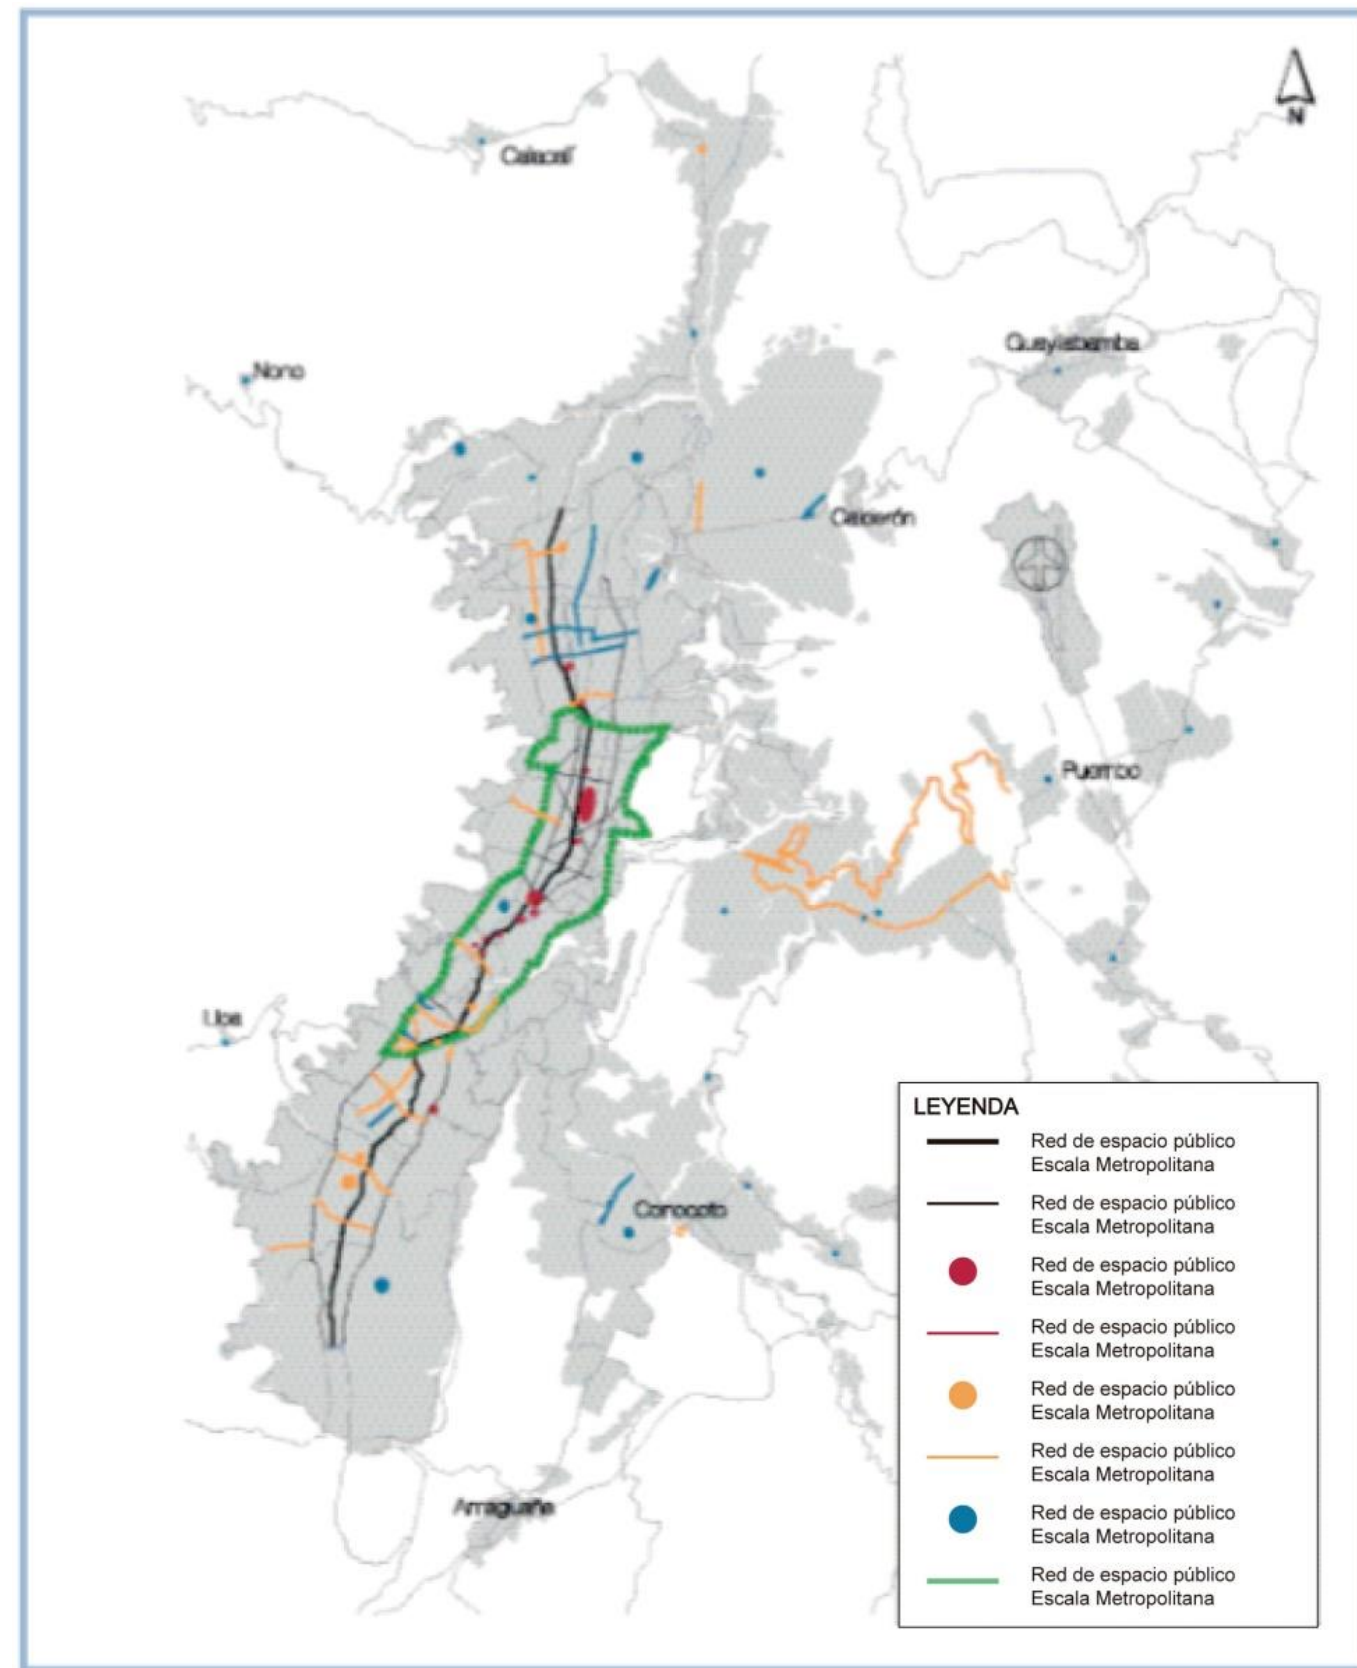 N
Calacalí
Guayllabamba
Nono
Calderón
Puembo
Lloa
LEYENDA
Red de espacio público
Escala Metropolitana
Red de espacio público
Escala Metropolitana
Conocoto
Red de espacio público
Escala Metropolitana
Red de espacio público
Escala Metropolitana
Red de espacio público
Escala Metropolitana
Red de espacio público
Escala Metropolitana
Amaguaña
Red de espacio público
Escala Metropolitana
Red de espacio público
Escala Metropolitana